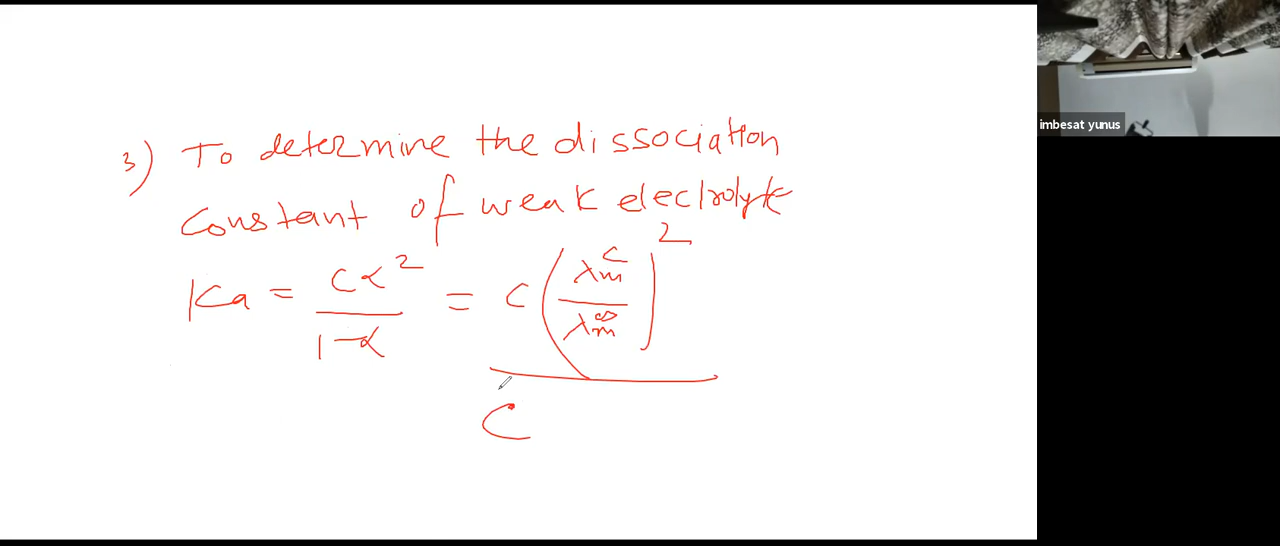 3) To determine the dissociation
constant of weak electrolyte
Ka = Cα² / 1-α = C (λm^c / λm^∞)² / C
imbesat yunus